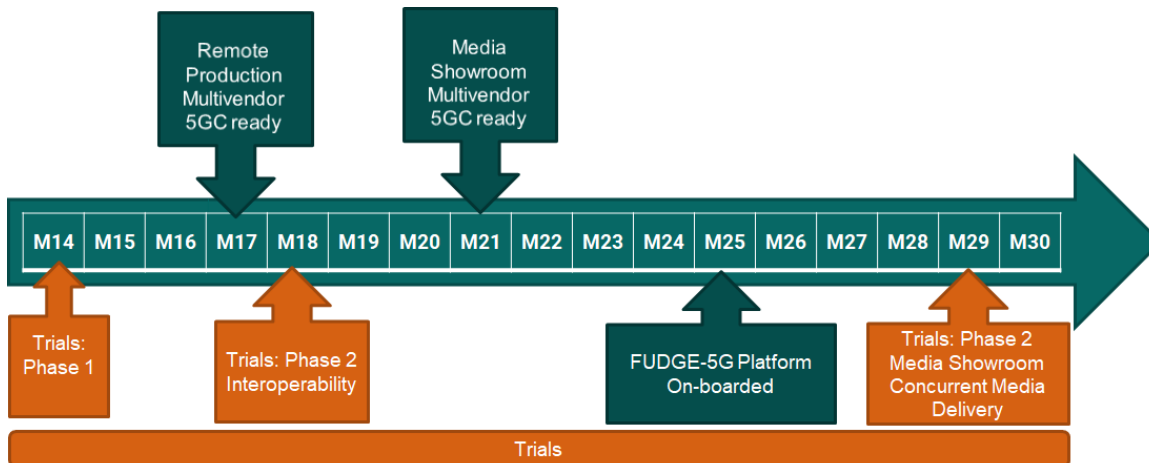 Remote
Production
Multivendor
5GC ready
Media
Showroom
Multivendor
5GC ready
M14 M15 M16 M17 M18 M19 M20 M21 M22 M23 M24 M25 M26 M27 M28 M29 M30
Trials:
Phase 1
Trials: Phase 2
Interoperability
FUDGE-5G Platform
On-boarded
Trials: Phase 2
Media Showroom
Concurrent Media
Delivery
Trials